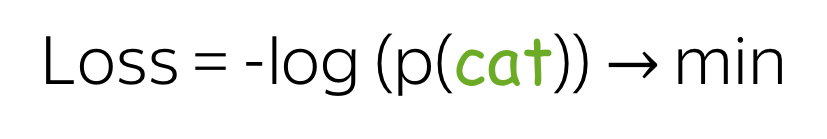 Loss = -log (p(cat)) → min